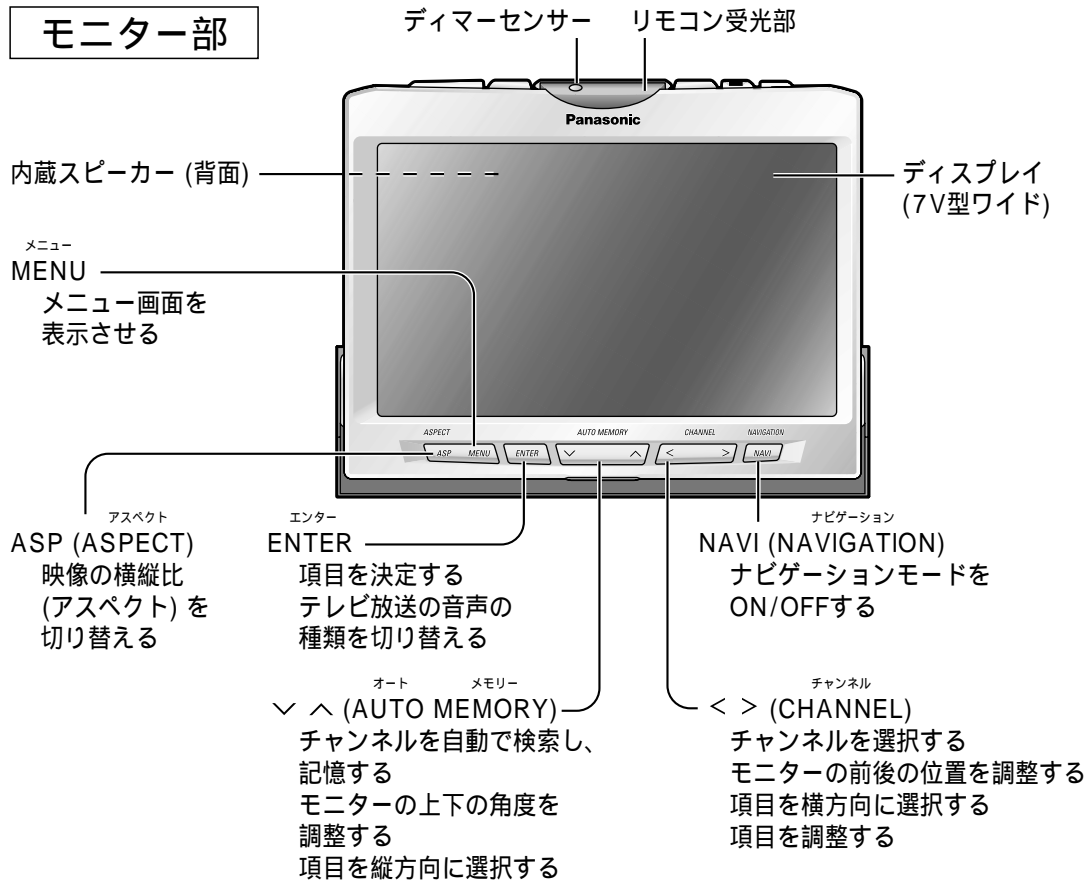 モニター部
ディマーセンサー
リモコン受光部
Panasonic
内蔵スピーカー (背面)
ディスプレイ
(7V型ワイド)
メニュー
MENU
メニュー画面を
表示させる
ASPECT
AUTO MEMORY
CHANNEL
NAVIGATION
ASP
MENU
ENTER
∨
∧
<
>
NAVI
アスペクト
ASP (ASPECT)
映像の横縦比
(アスペクト) を
切り替える
エンター
ENTER
項目を決定する
テレビ放送の音声の
種類を切り替える
ナビゲーション
NAVI (NAVIGATION)
ナビゲーションモードを
ON/OFFする
オート メモリー
∨ ∧ (AUTO MEMORY)
チャンネルを自動で検索し、
記憶する
モニターの上下の角度を
調整する
項目を縦方向に選択する
チャンネル
< > (CHANNEL)
チャンネルを選択する
モニターの前後の位置を調整する
項目を横方向に選択する
項目を調整する